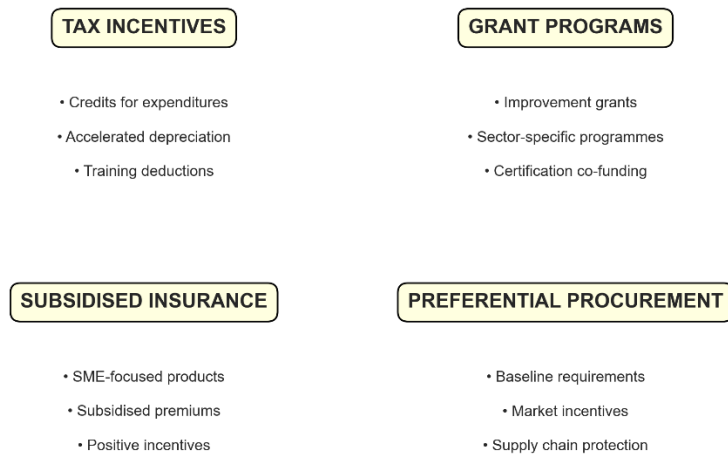 TAX INCENTIVES
• Credits for expenditures
• Accelerated depreciation
• Training deductions
GRANT PROGRAMS
• Improvement grants
• Sector-specific programmes
• Certification co-funding
SUBSIDISED INSURANCE
• SME-focused products
• Subsidised premiums
• Positive incentives
PREFERENTIAL PROCUREMENT
• Baseline requirements
• Market incentives
• Supply chain protection